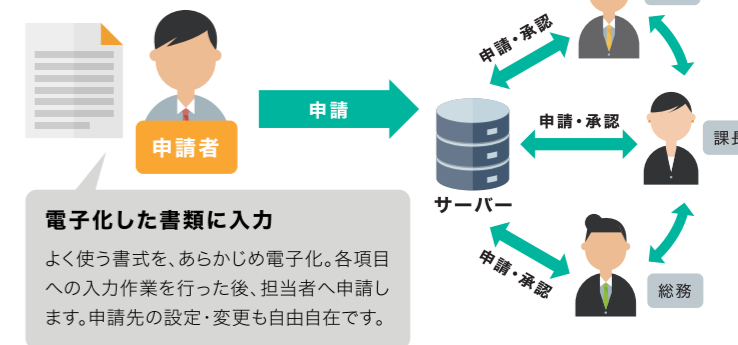 申請・承認
申請者
申請
申請・承認
課長
サーバー
電子化した書類に入力
よく使う書式を、あらかじめ電子化。各項目
への入力作業を行った後、担当者へ申請し
ます。申請先の設定・変更も自由自在です。
申請・承認
総務